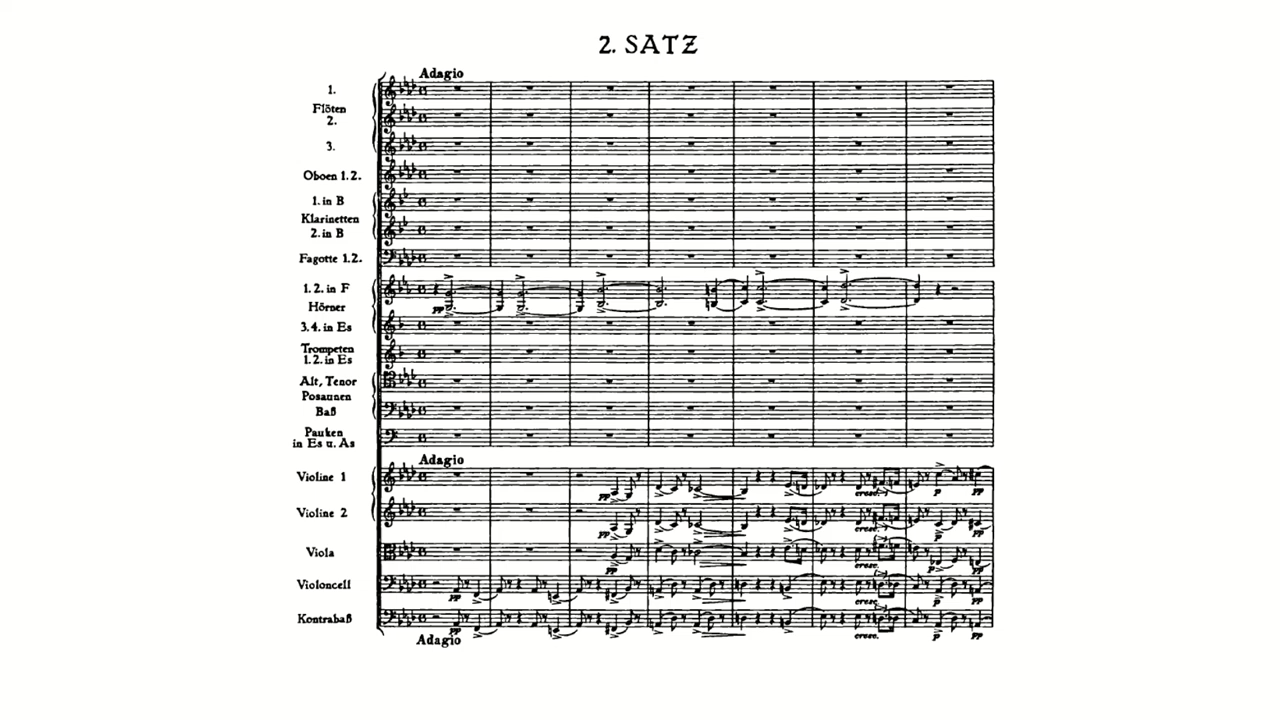 2. SATZ
Adagio
1.
Flöten
2.
3.
Oboen 1.2.
1. in B
Klarinetten
2. in B
Fagotte 1.2.
1. 2. in F
pp
Hörner
3. 4. in Es
Trompeten
1. 2. in Es
Alt, Tenor
Posaunen
Baß
Pauken
in Es u. As
Adagio
Violine 1
pp cresc. p pp
Violine 2
pp cresc. p pp
Viola
pp cresc. p pp
Violoncell
pp cresc. p pp
Kontrabaß
pp cresc. p pp
Adagio